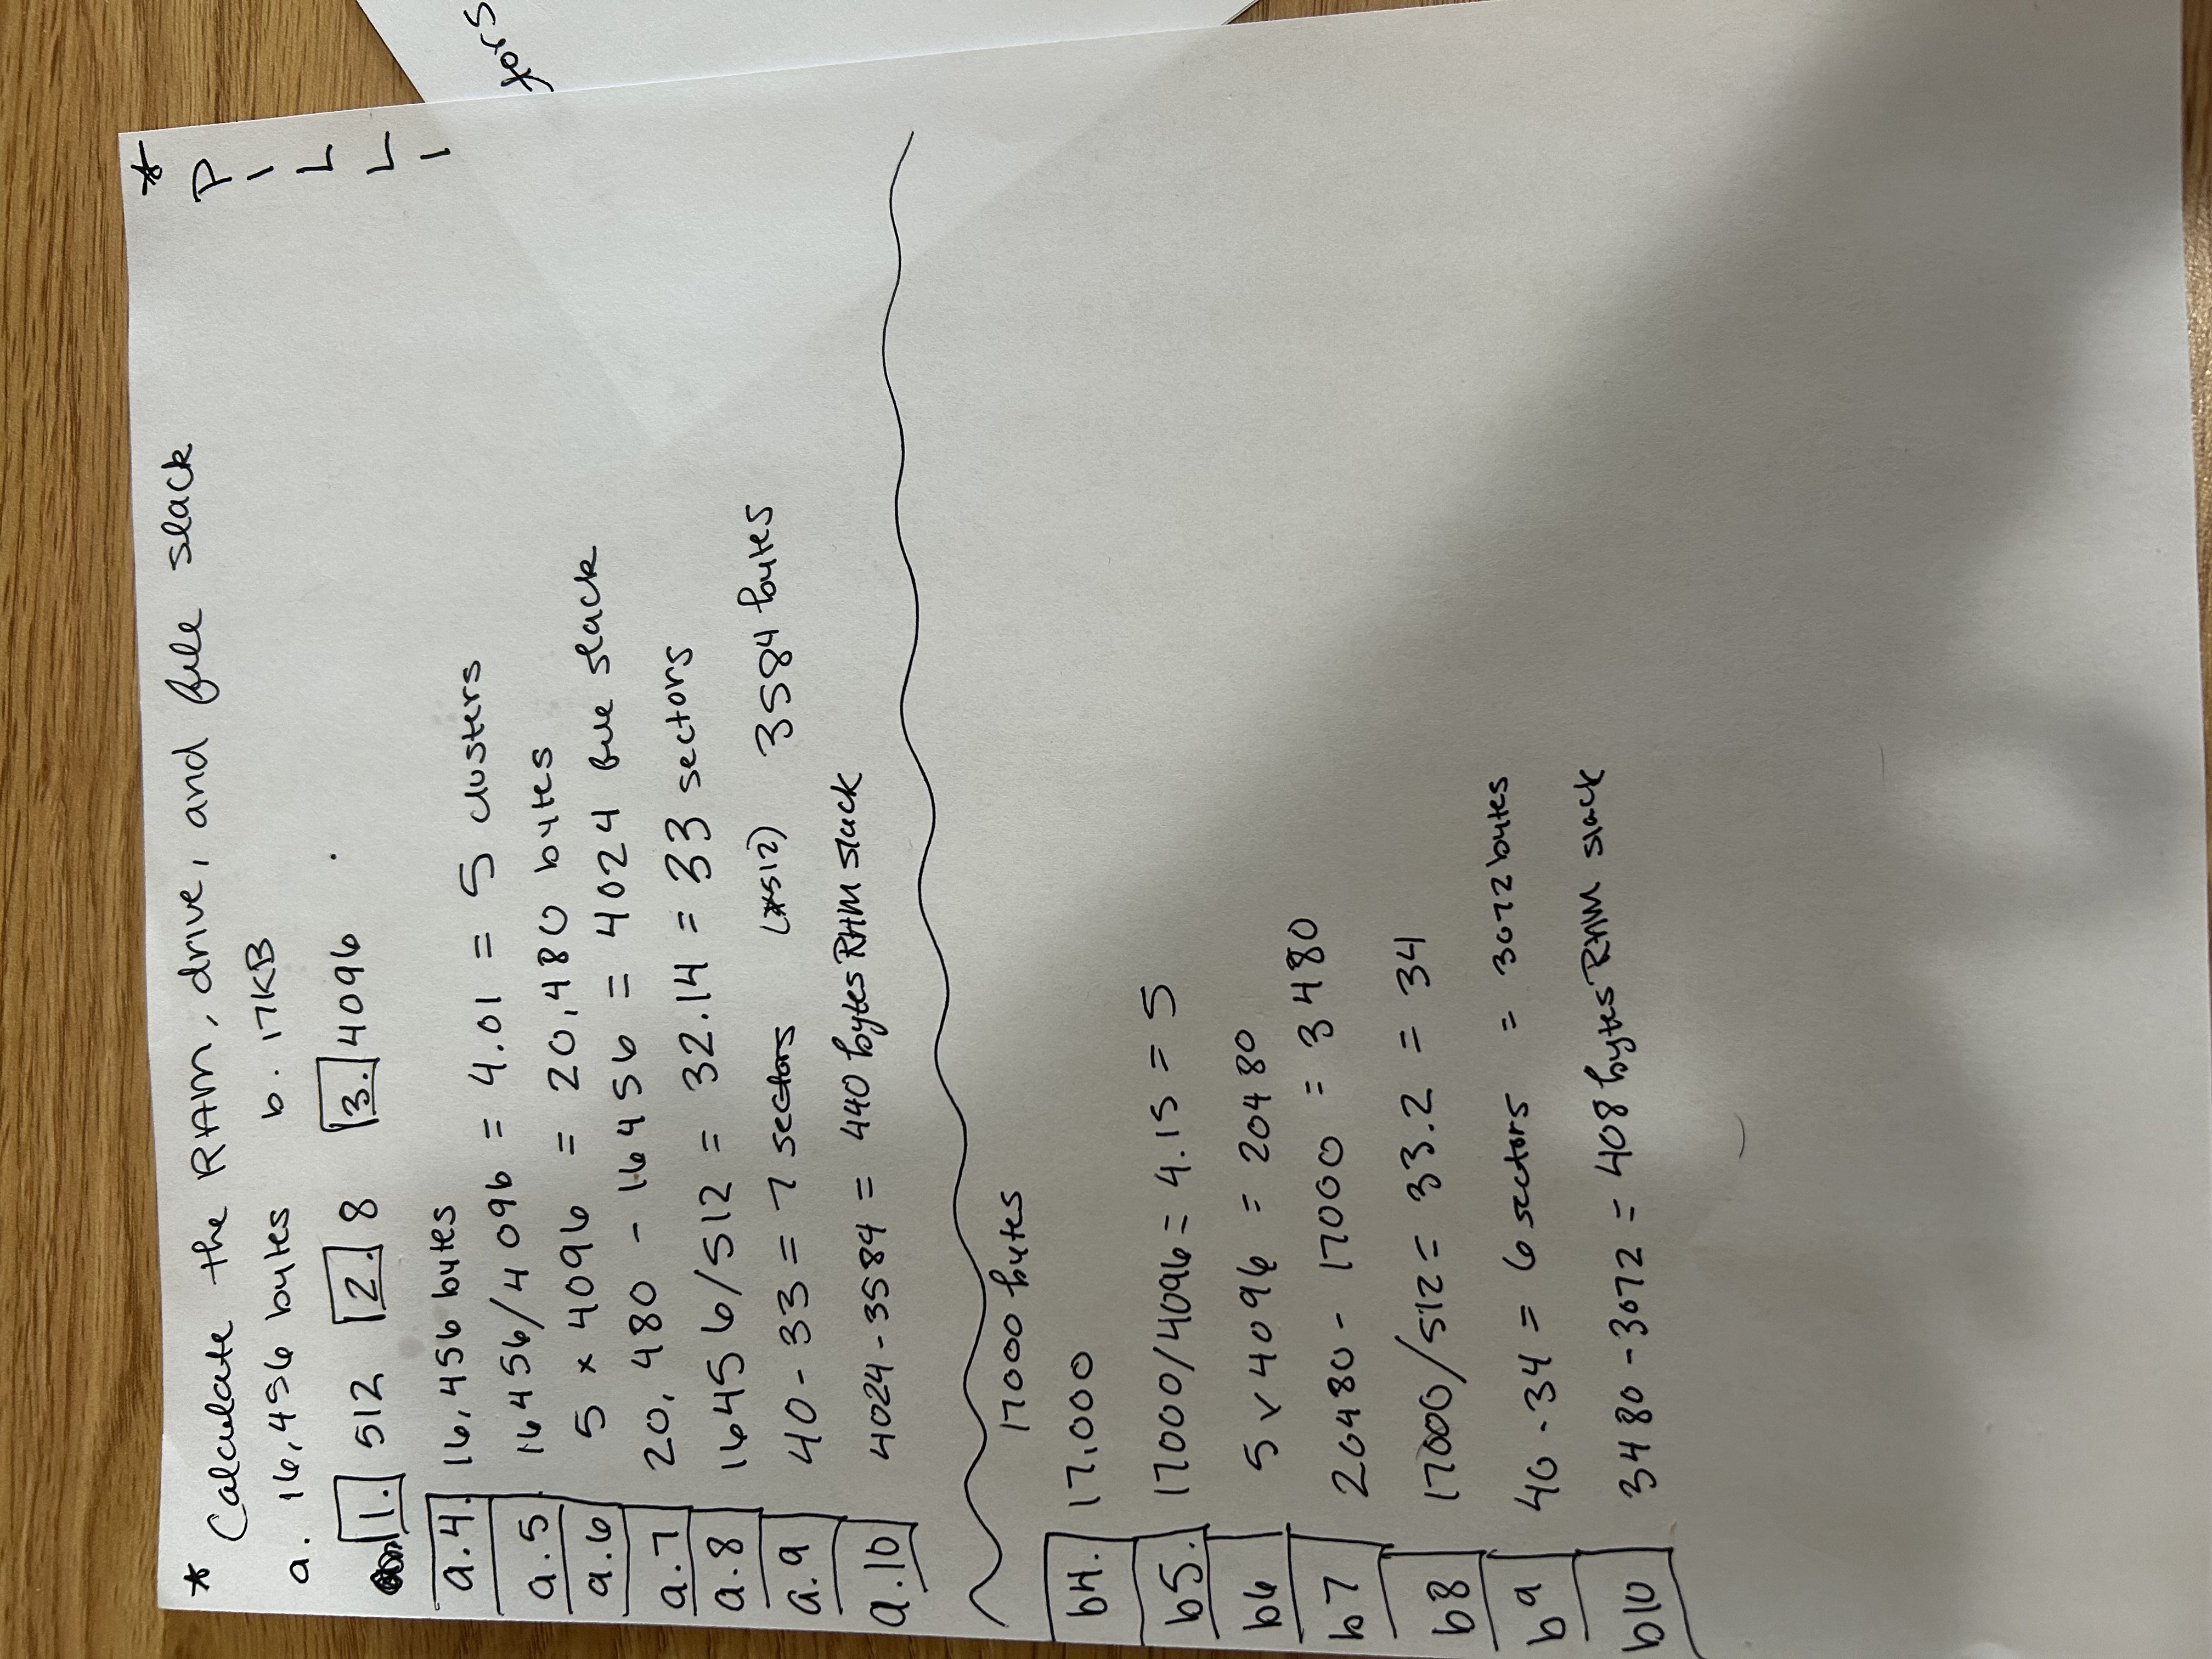 * Calculate the RAM, drive, and file slack
a. 16,456 bytes b. 17KB
1. 512 2. 8 3. 4096
a.4. 16,456 bytes
a.5. 16456/4096 = 4.01 = 5 clusters
a.6 5 x 4096 = 20,480 bytes
a.7 20,480 - 16456 = 4024 file slack
a.8 16456/512 = 32.14 = 33 sectors
a.9 40 - 33 = 7 sectors (*512) 3584 bytes
a.10 4024 - 3584 = 440 bytes RAM slack
17000 bytes
b4. 17,000
b5. 17000/4096 = 4.15 = 5
b6 5 x 4096 = 20480
b7 20480 - 17000 = 3480
b8 17000/512 = 33.2 = 34
b9 40 - 34 = 6 sectors = 3072 bytes
b10 3480 - 3072 = 408 bytes RAM slack
*
P
I
L
L
I
tors